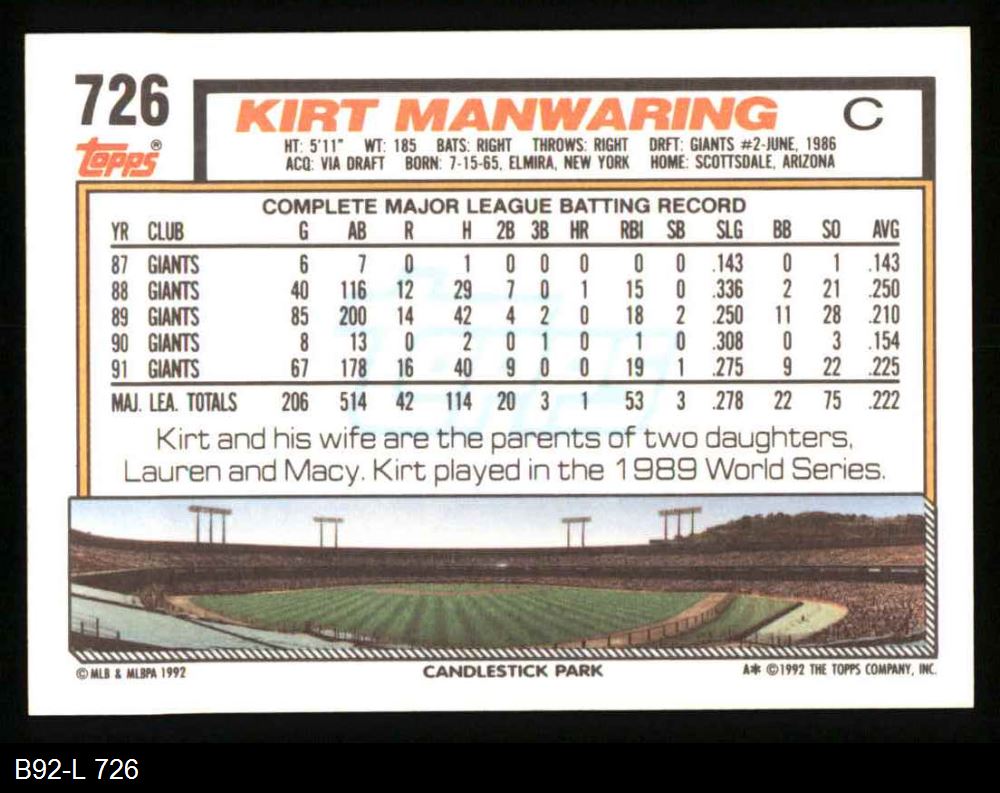 726
Topps®
KIRT MANWARING C
HT: 5'11" WT: 185 BATS: RIGHT THROWS: RIGHT DRFT: GIANTS #2-JUNE, 1986
ACQ: VIA DRAFT BORN: 7-15-65, ELMIRA, NEW YORK HOME: SCOTTSDALE, ARIZONA
COMPLETE MAJOR LEAGUE BATTING RECORD
YR CLUB G AB R H 2B 3B HR RBI SB SLG BB SO AVG
87 GIANTS 6 7 0 1 0 0 0 0 0 .143 0 1 .143
88 GIANTS 40 116 12 29 7 0 1 15 0 .336 2 21 .250
89 GIANTS 85 200 14 42 4 2 0 18 2 .250 11 28 .210
90 GIANTS 8 13 0 2 0 1 0 1 0 .308 0 3 .154
91 GIANTS 67 178 16 40 9 0 0 19 1 .275 9 22 .225
MAJ. LEA. TOTALS 206 514 42 114 20 3 1 53 3 .278 22 75 .222
Topps
Kirt and his wife are the parents of two daughters,
Lauren and Macy. Kirt played in the 1989 World Series.
© MLB & MLBPA 1992 CANDLESTICK PARK A* © 1992 THE TOPPS COMPANY, INC.
B92-L 726